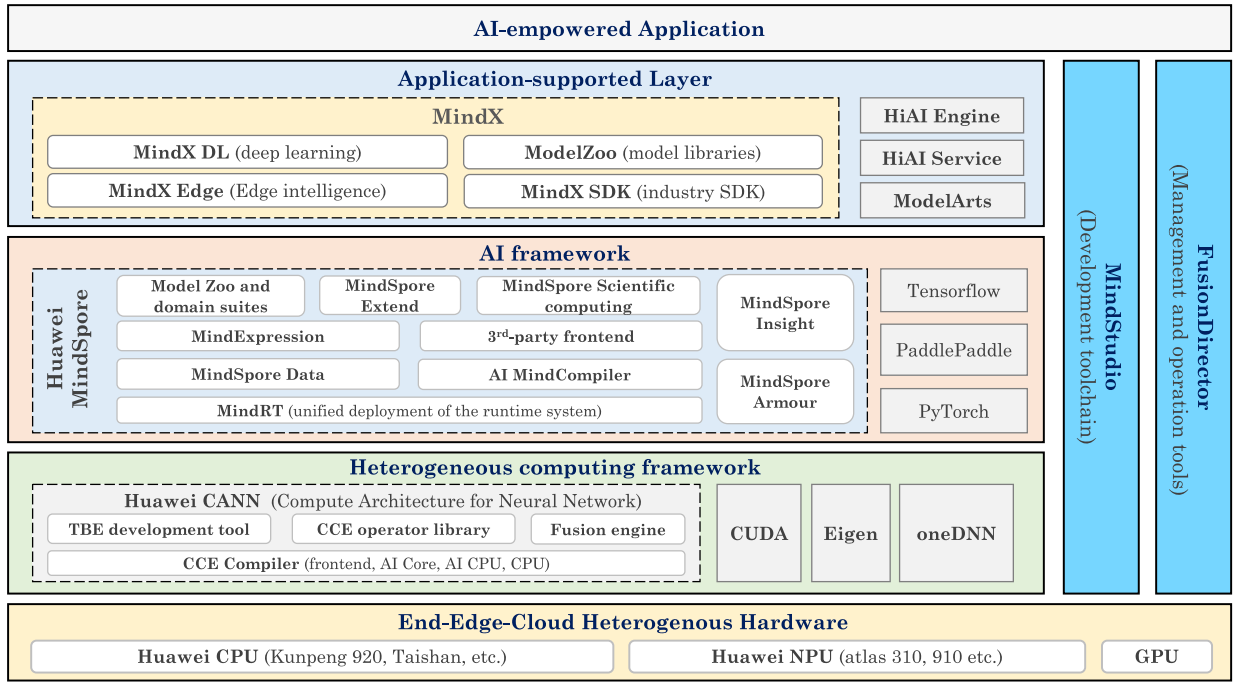 AI-empowered Application
Application-supported Layer
MindX
MindX DL (deep learning)
ModelZoo (model libraries)
MindX Edge (Edge intelligence)
MindX SDK (industry SDK)
HiAI Engine
HiAI Service
ModelArts
AI framework
Huawei
MindSpore
Model Zoo and
domain suites
MindSpore
Extend
MindSpore Scientific
computing
MindExpression
3rd-party frontend
MindSpore Data
AI MindCompiler
MindRT (unified deployment of the runtime system)
MindSpore
Insight
MindSpore
Armour
Tensorflow
PaddlePaddle
PyTorch
Heterogeneous computing framework
Huawei CANN (Compute Architecture for Neural Network)
TBE development tool
CCE operator library
Fusion engine
CCE Compiler (frontend, AI Core, AI CPU, CPU)
CUDA
Eigen
oneDNN
MindStudio
(Development toolchain)
FusionDirector
(Management and operation tools)
End-Edge-Cloud Heterogenous Hardware
Huawei CPU (Kunpeng 920, Taishan, etc.)
Huawei NPU (atlas 310, 910 etc.)
GPU